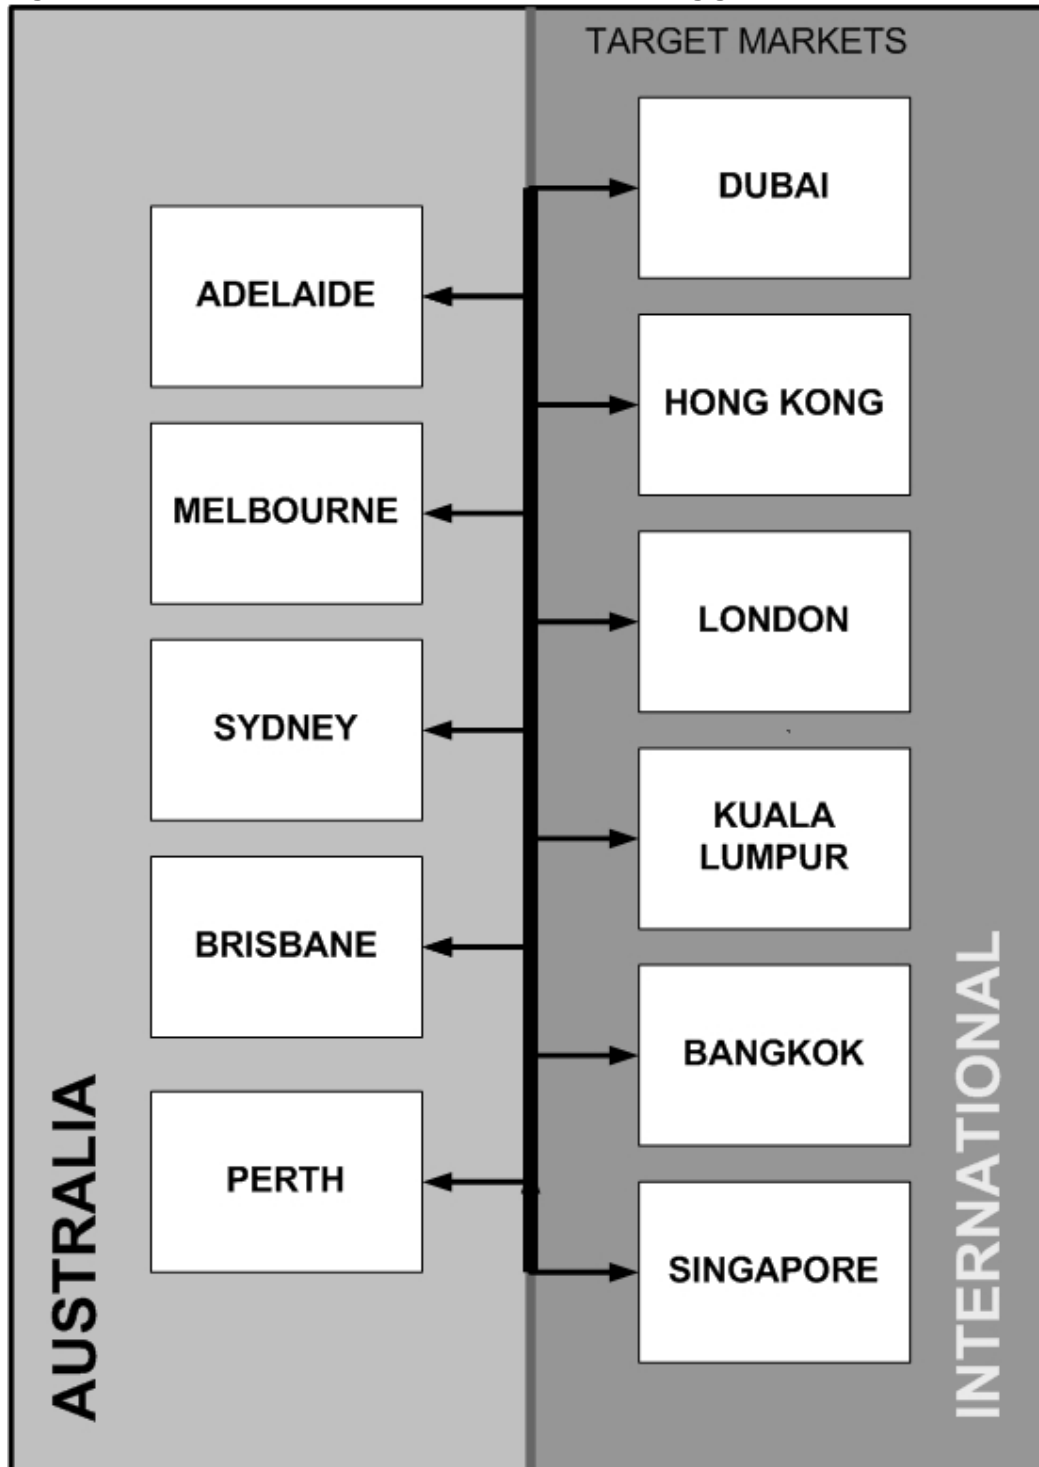 TARGET MARKETS
DUBAI
ADELAIDE
HONG KONG
MELBOURNE
LONDON
SYDNEY
KUALA
LUMPUR
BRISBANE
BANGKOK
PERTH
SINGAPORE
AUSTRALIA
INTERNATIONAL